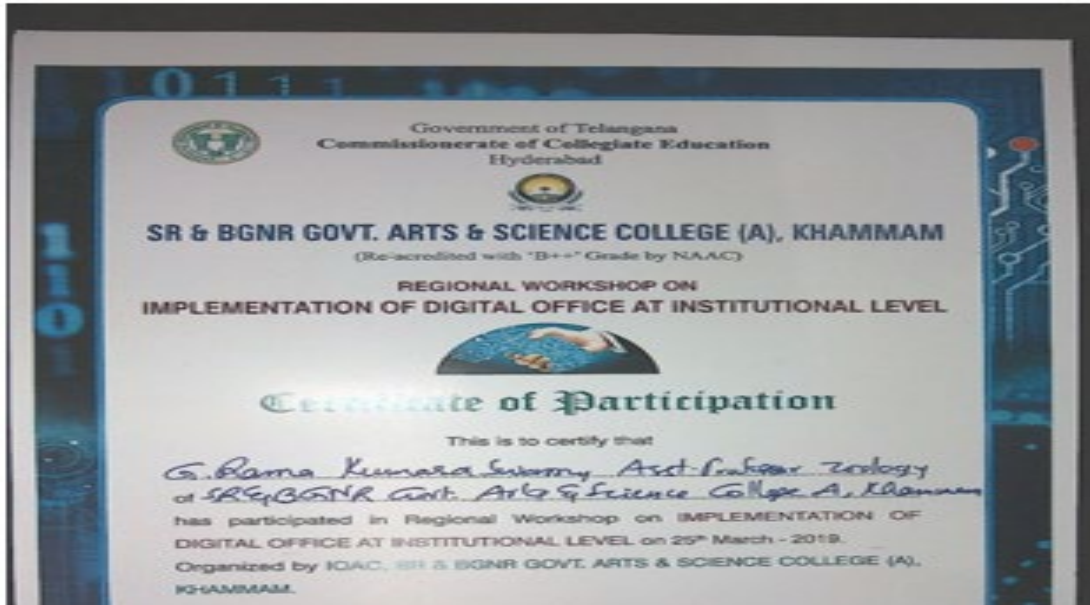 0111
Government of Telangana
Commissionerate of Collegiate Education
Hyderabad
SR & BGNR GOVT. ARTS & SCIENCE COLLEGE (A), KHAMMAM
(Re-acredited with "B++" Grade by NAAC)
REGIONAL WORKSHOP ON
IMPLEMENTATION OF DIGITAL OFFICE AT INSTITUTIONAL LEVEL
Certificate of Participation
This is to certify that
G. Rama Kumara Swamy Asst. Professor Zoology
of SR & BGNR Govt. Arts & Science College A, Khammam
has participated in Regional Workshop on IMPLEMENTATION OF
DIGITAL OFFICE AT INSTITUTIONAL LEVEL on 25th March - 2019.
Organized by IQAC, SR & BGNR GOVT. ARTS & SCIENCE COLLEGE (A),
KHAMMAM.